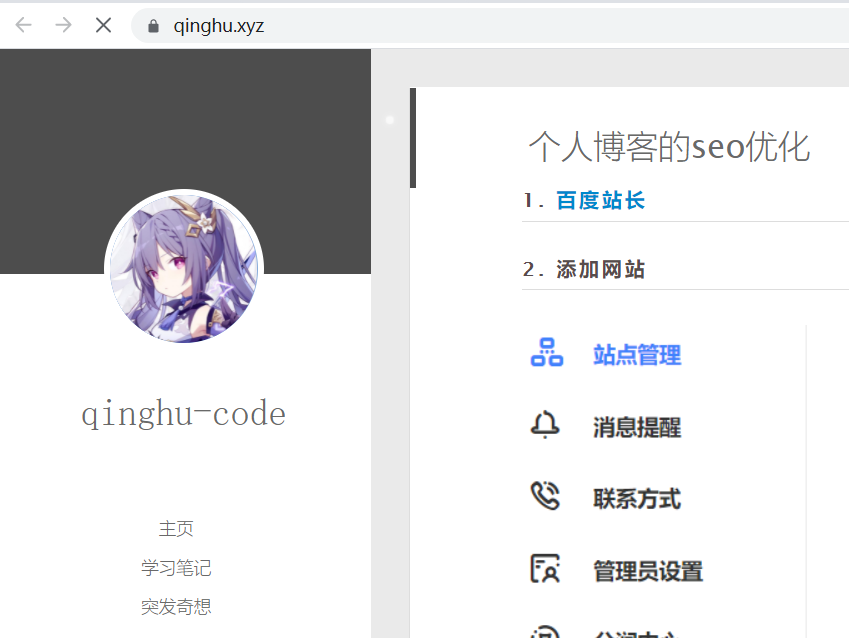 qinghu.xyz
qinghu-code
主页
学习笔记
突发奇想
个人博客的seo优化
1. 百度站长
2. 添加网站
站点管理
消息提醒
联系方式
管理员设置